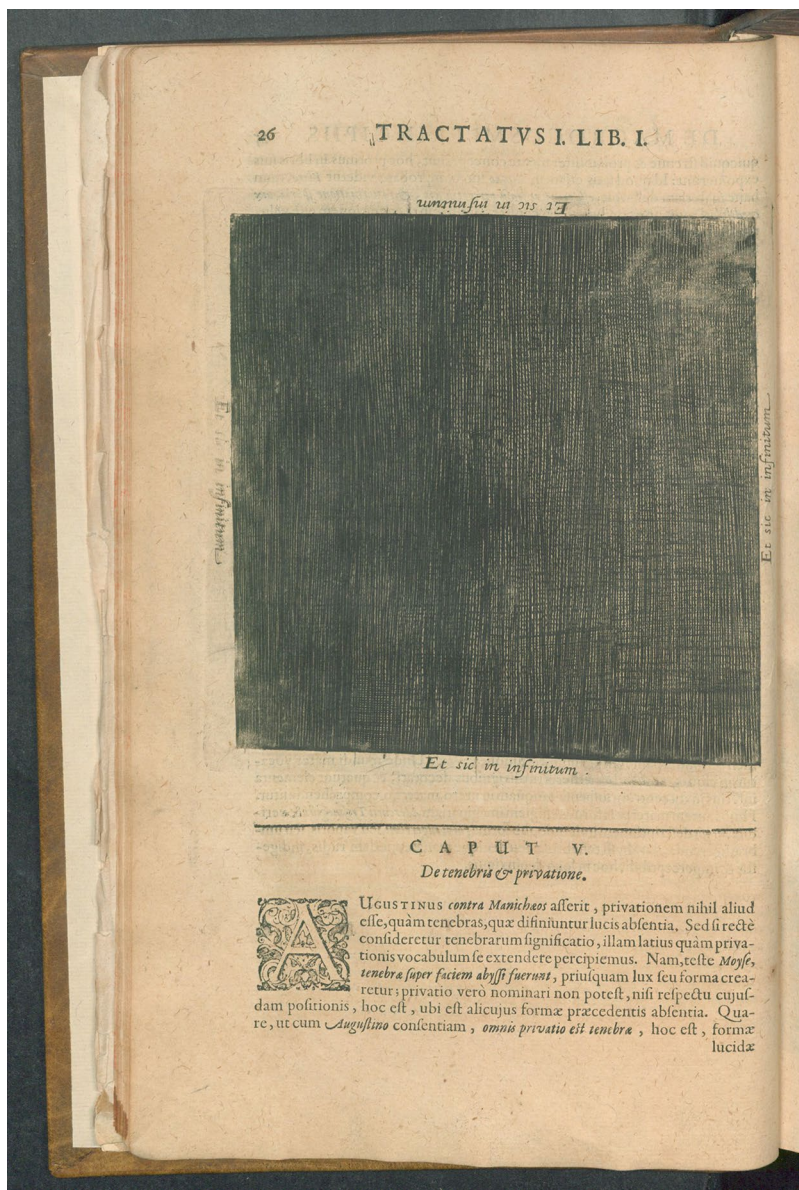 26 TRACTATVS I. LIB. I.
Et sic in infinitum
Et sic in infinitum
Et sic in infinitum
Et sic in infinitum .
CAPUT V.
De tenebris & privatione.
AUGUSTINUS contra Manichæos aſſerit, privationem nihil aliud
eſſe, quàm tenebras, quæ difiniuntur lucis abſentia. Sed ſi rectè
conſideretur tenebrarum ſignificatio, illam latius quàm priva-
tionis vocabulum ſe extendere percipiemus. Nam, teſte Moyſe,
tenebræ ſuper faciem abyſſi fuerunt, priuſquam lux ſeu forma crea-
retur; privatio verò nominari non poteſt, niſi reſpectu cujuſ-
dam poſitionis, hoc eſt, ubi eſt alicujus formæ præcedentis abſentia. Qua-
re, ut cum Auguſtino conſentiam, omnis privatio eſt tenebræ, hoc eſt, formæ
lucidæ